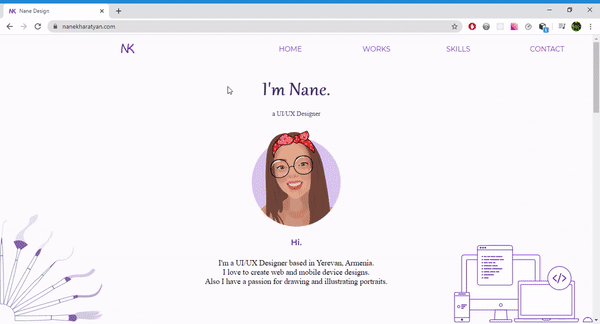 Nane Design
nanekharatyan.com
NK
HOME
WORKS
SKILLS
CONTACT
I'm Nane.
a UI/UX Designer
Hi.
I'm a UI/UX Designer based in Yerevan, Armenia.
I love to create web and mobile device designs.
Also I have a passion for drawing and illustrating portraits.